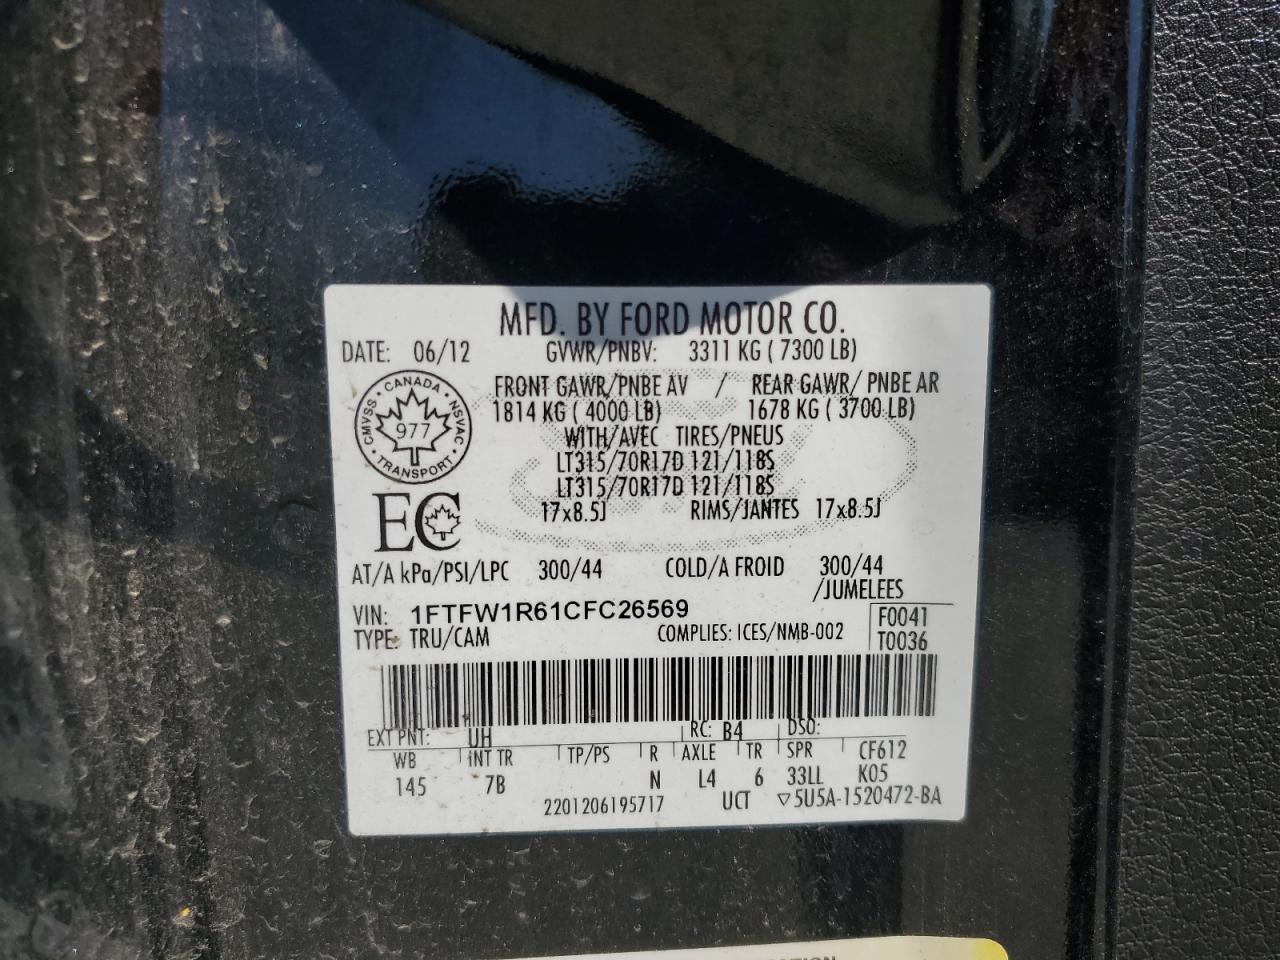 MFD. BY FORD MOTOR CO.
DATE: 06/12 GVWR/PNBV: 3311 KG ( 7300 LB)
FRONT GAWR/PNBE AV / REAR GAWR/ PNBE AR
1814 KG ( 4000 LB) 1678 KG ( 3700 LB)
WITH/AVEC TIRES/PNEUS
LT315/70R17D 121/118S
LT315/70R17D 121/118S
17x8.5J RIMS/JANTES 17x8.5J
CMVSS • CANADA • NSVAC • TRANSPORT •
977
EC
AT/A kPa/PSI/LPC 300/44 COLD/A FROID 300/44
/JUMELEES
VIN: 1FTFW1R61CFC26569 F0041
TYPE: TRU/CAM COMPLIES: ICES/NMB-002 T0036
EXT PNT: UH RC: B4 DSO:
WB INT TR TP/PS R AXLE TR SPR CF612
145 7B N L4 6 33LL K05
2201206195717 UCT ▽5U5A-1520472-BA